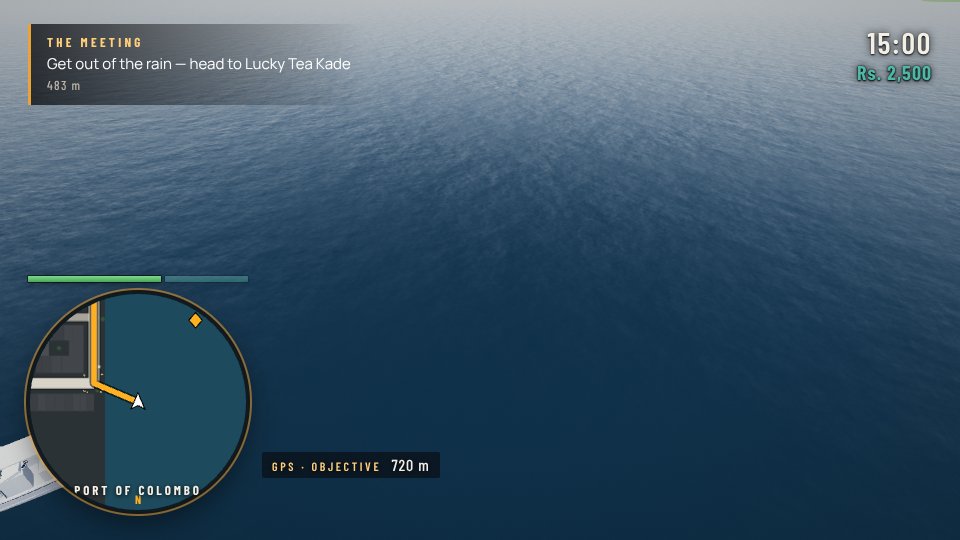 THE MEETING
Get out of the rain — head to Lucky Tea Kade
483 m
15:00
Rs. 2,500
GPS · OBJECTIVE 720 m
PORT OF COLOMBO
N